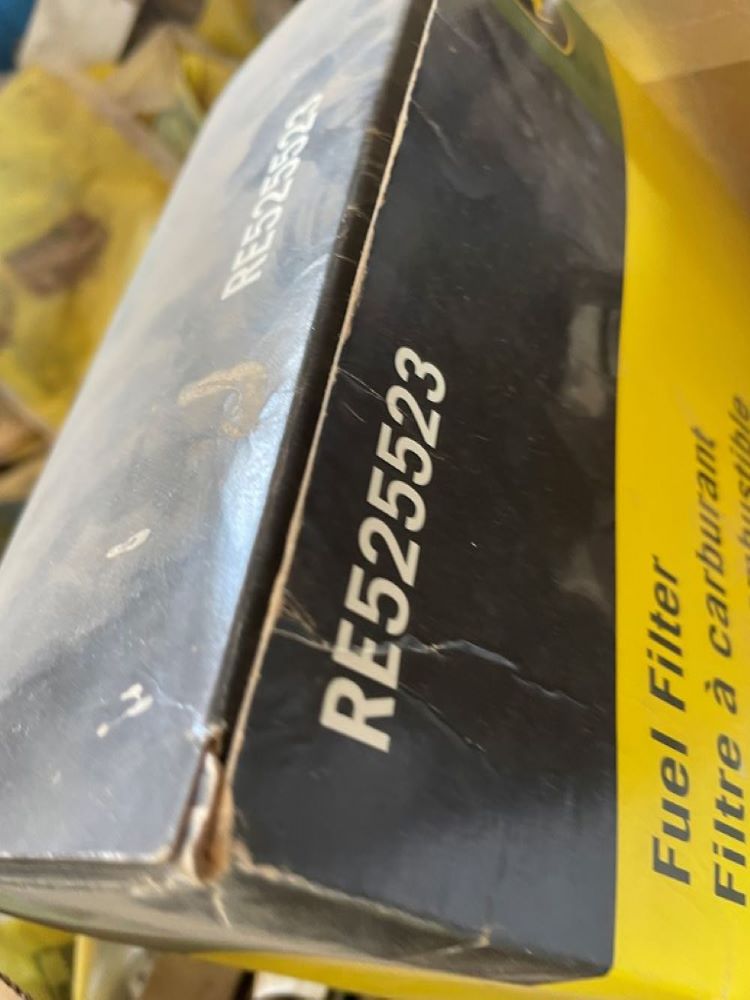 RE525523
RE525523
Fuel Filter
Filtre à carburant